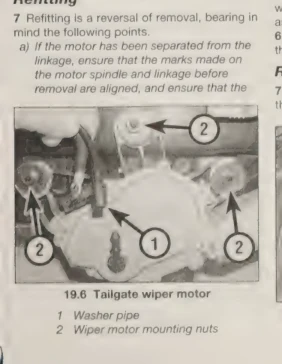 Refitting
7 Refitting is a reversal of removal, bearing in
mind the following points.
a) If the motor has been separated from the
linkage, ensure that the marks made on
the motor spindle and linkage before
removal are aligned, and ensure that the
2
2
1
2
19.6 Tailgate wiper motor
1 Washer pipe
2 Wiper motor mounting nuts
6
7